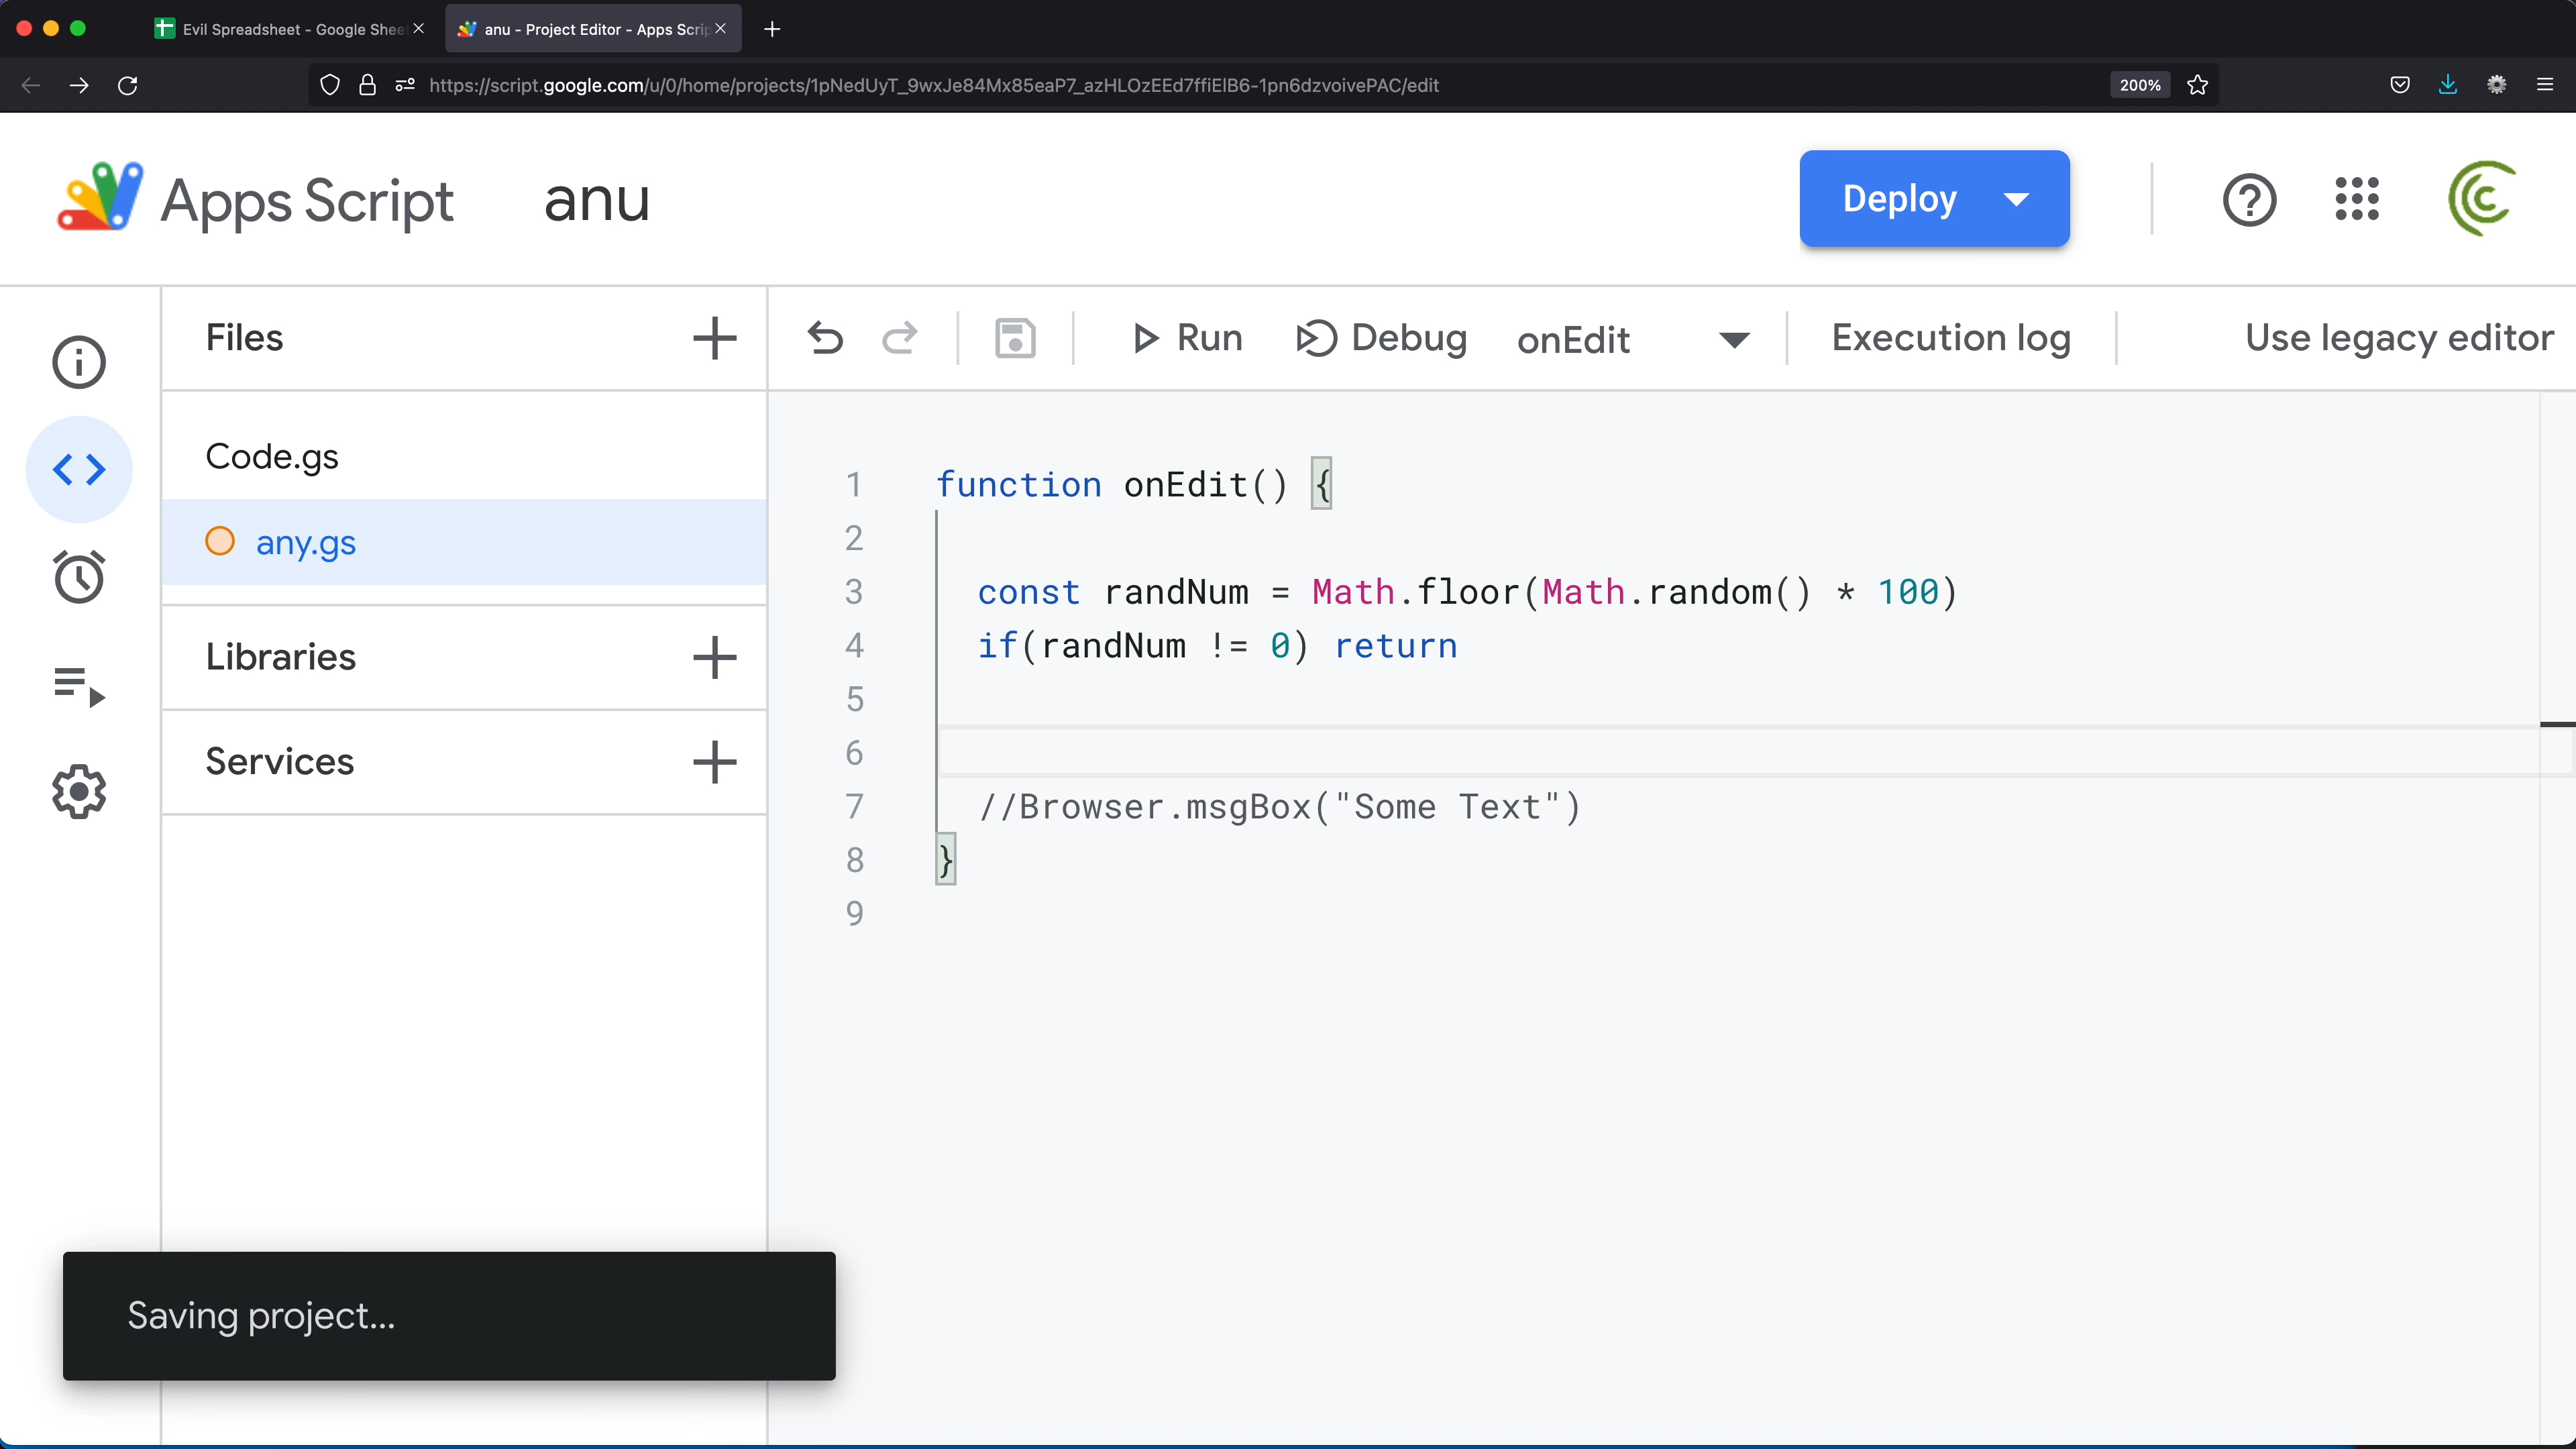 Evil Spreadsheet - Google Shee
anu - Project Editor - Apps Scrip
https://script.google.com/u/0/home/projects/1pNedUyT_9wxJe84Mx85eaP7_azHLOzEEd7ffiElB6-1pn6dzvoivePAC/edit
200%
Apps Script
anu
Deploy
Files
Run
Debug
onEdit
Execution log
Use legacy editor
Code.gs
any.gs
Libraries
Services
1 function onEdit() {
2
3 const randNum = Math.floor(Math.random() * 100)
4 if(randNum != 0) return
5
6
7 //Browser.msgBox("Some Text")
8 }
9
Saving project...